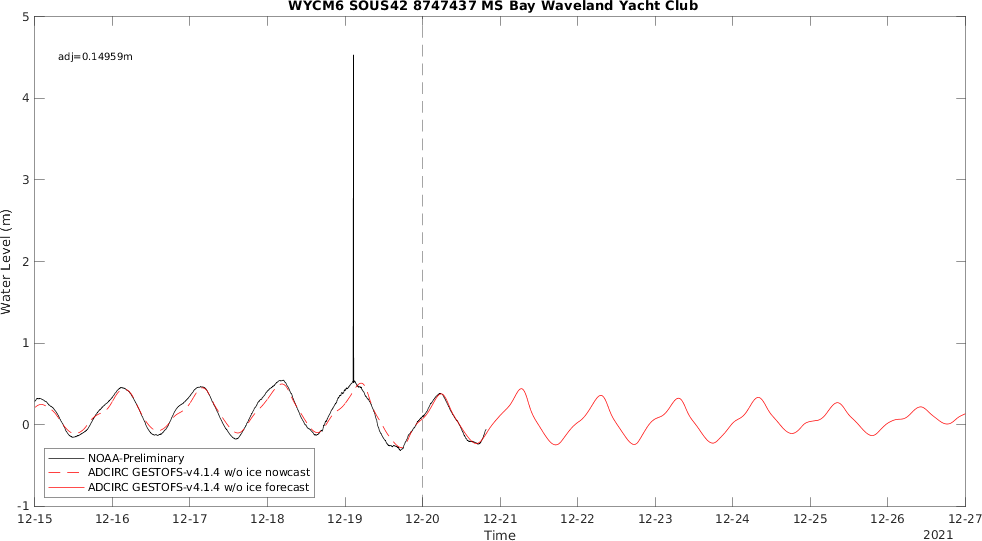 WYCM6 SOUS42 8747437 MS Bay Waveland Yacht Club
adj=0.14959m
5
4
3
2
1
0
-1
Water Level (m)
NOAA-Preliminary
ADCIRC GESTOFS-v4.1.4 w/o ice nowcast
ADCIRC GESTOFS-v4.1.4 w/o ice forecast
12-15 12-16 12-17 12-18 12-19 12-20 12-21 12-22 12-23 12-24 12-25 12-26 12-27
Time
2021